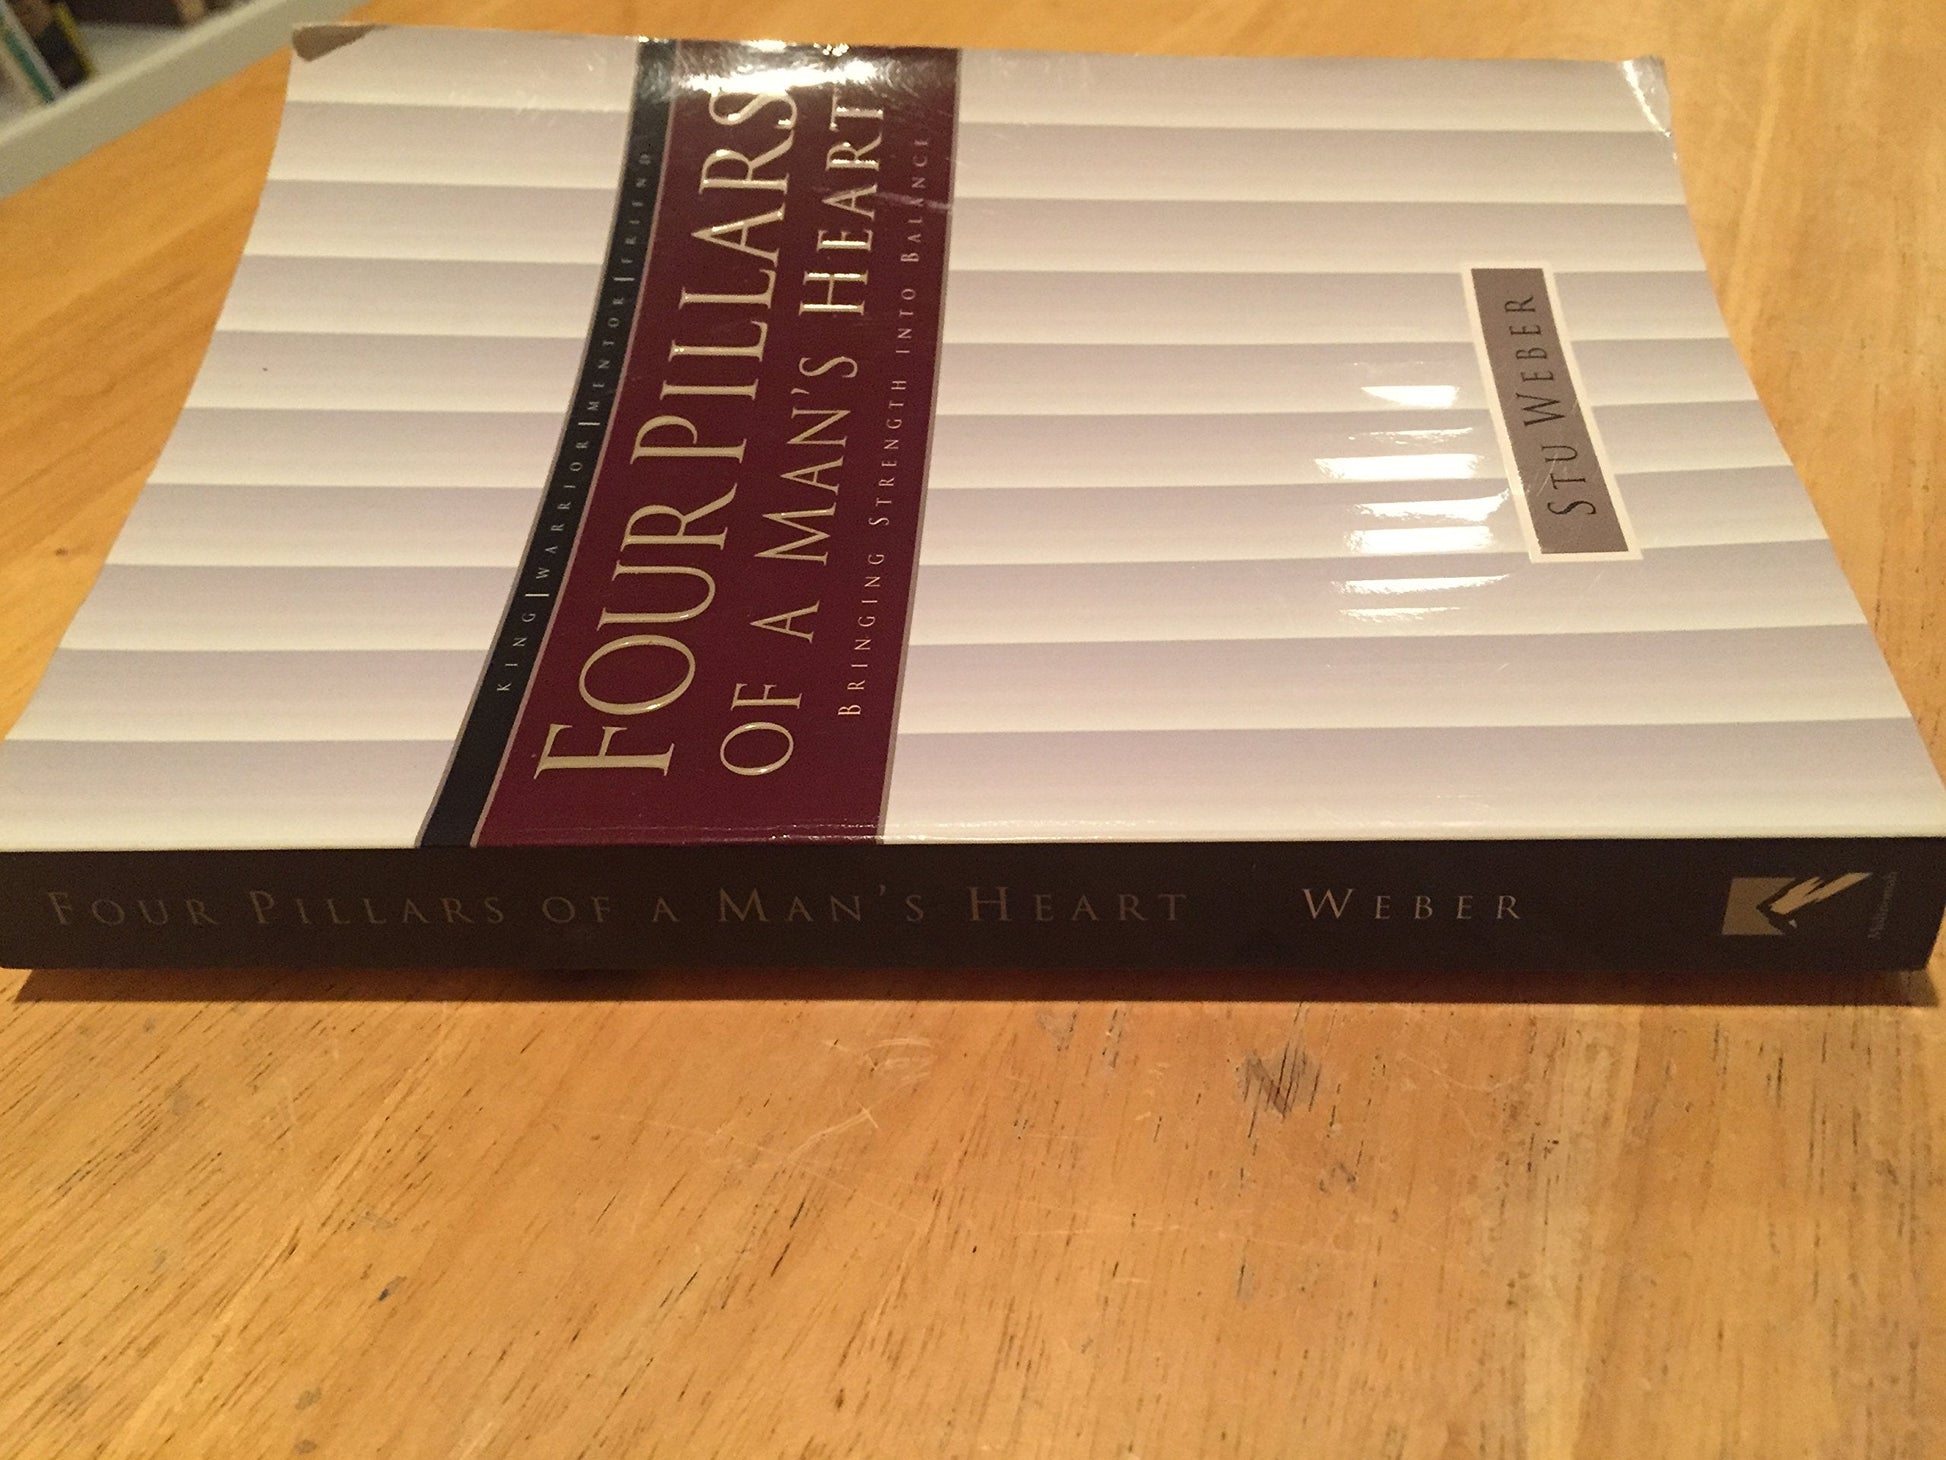 KING | WARRIOR | MENTOR | FRIEND
FOUR PILLARS
OF A MAN'S HEART
BRINGING STRENGTH INTO BALANCE
STU WEBER
FOUR PILLARS OF A MAN'S HEART WEBER